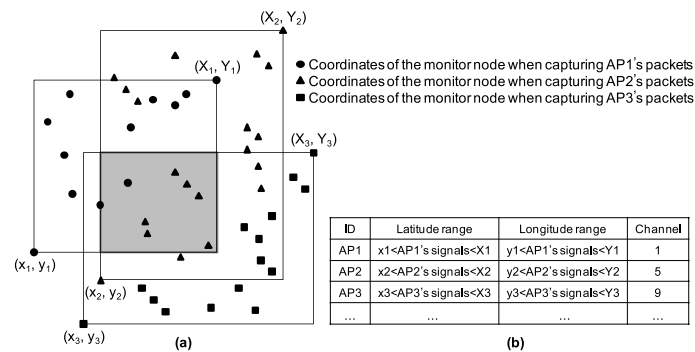 (X2, Y2)
(X1, Y1)
(X3, Y3)
(x1, y1)
(x2, y2)
(x3, y3)
(a)
Coordinates of the monitor node when capturing AP1's packets
Coordinates of the monitor node when capturing AP2's packets
Coordinates of the monitor node when capturing AP3's packets
ID Latitude range Longitude range Channel
AP1 x1<AP1's signals<X1 y1<AP1's signals<Y1 1
AP2 x2<AP2's signals<X2 y2<AP2's signals<Y2 5
AP3 x3<AP3's signals<X3 y3<AP3's signals<Y3 9
... ... ... ...
(b)